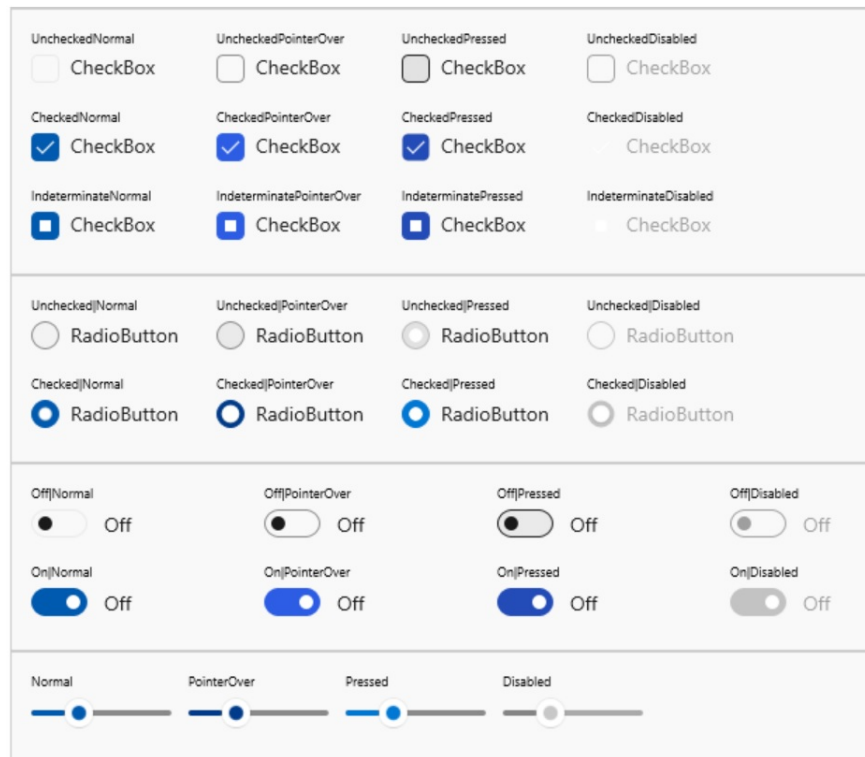 UncheckedNormal UncheckedPointerOver UncheckedPressed UncheckedDisabled
CheckBox CheckBox CheckBox CheckBox
CheckedNormal CheckedPointerOver CheckedPressed CheckedDisabled
CheckBox CheckBox CheckBox CheckBox
IndeterminateNormal IndeterminatePointerOver IndeterminatePressed IndeterminateDisabled
CheckBox CheckBox CheckBox CheckBox
Unchecked|Normal Unchecked|PointerOver Unchecked|Pressed Unchecked|Disabled
RadioButton RadioButton RadioButton RadioButton
Checked|Normal Checked|PointerOver Checked|Pressed Checked|Disabled
RadioButton RadioButton RadioButton RadioButton
Off|Normal Off|PointerOver Off|Pressed Off|Disabled
Off Off Off Off
On|Normal On|PointerOver On|Pressed On|Disabled
Off Off Off Off
Normal PointerOver Pressed Disabled